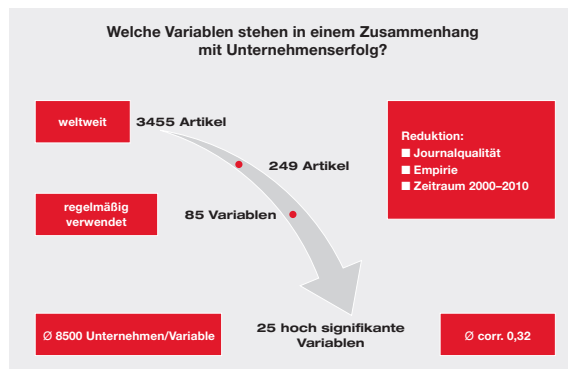 Welche Variablen stehen in einem Zusammenhang
mit Unternehmenserfolg?
weltweit
3455 Artikel
249 Artikel
Reduktion:
■ Journalqualität
■ Empirie
■ Zeitraum 2000–2010
regelmäßig
verwendet
85 Variablen
Ø 8500 Unternehmen/Variable
25 hoch signifikante
Variablen
Ø corr. 0,32